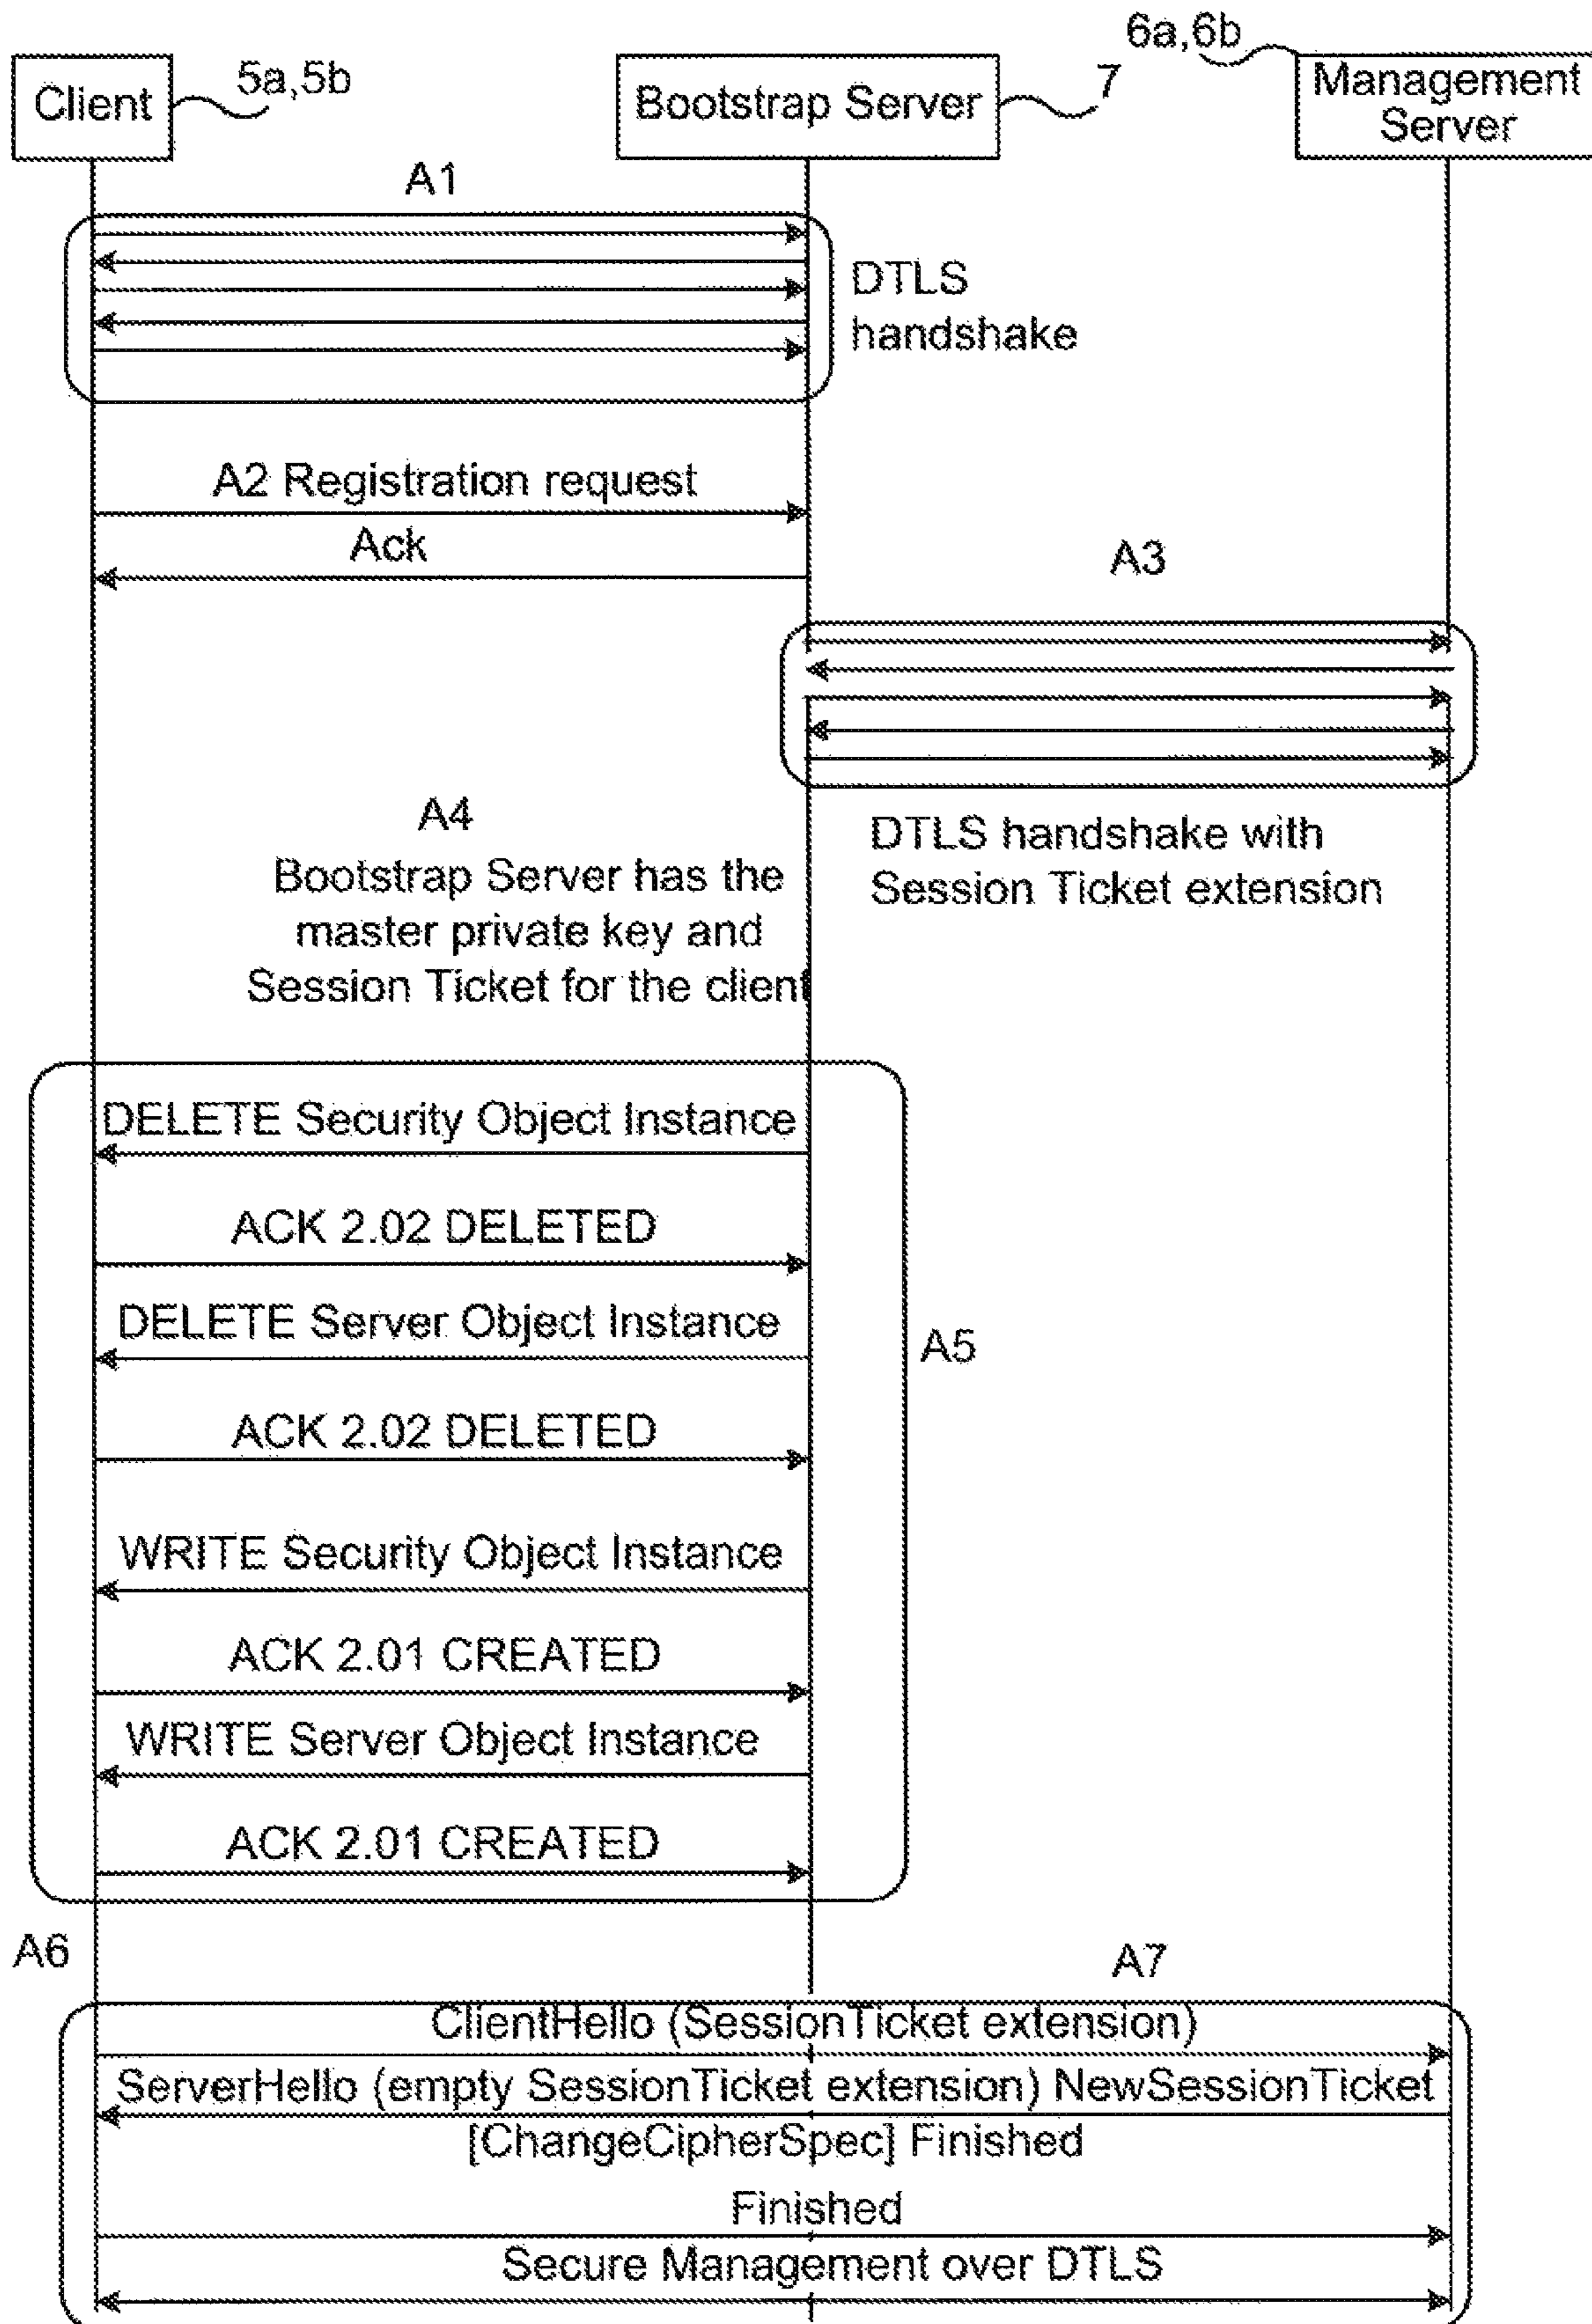 6a,6b
Client
5a,5b
Bootstrap Server
7
Management
Server
A1
DTLS
handshake
A2 Registration request
Ack
A3
A4
Bootstrap Server has the
master private key and
Session Ticket for the client
DTLS handshake with
Session Ticket extension
DELETE Security Object Instance
ACK 2.02 DELETED
DELETE Server Object Instance
A5
ACK 2.02 DELETED
WRITE Security Object Instance
ACK 2.01 CREATED
WRITE Server Object Instance
ACK 2.01 CREATED
A6
A7
ClientHello (SessionTicket extension)
ServerHello (empty SessionTicket extension) NewSessionTicket
[ChangeCipherSpec] Finished
Finished
Secure Management over DTLS